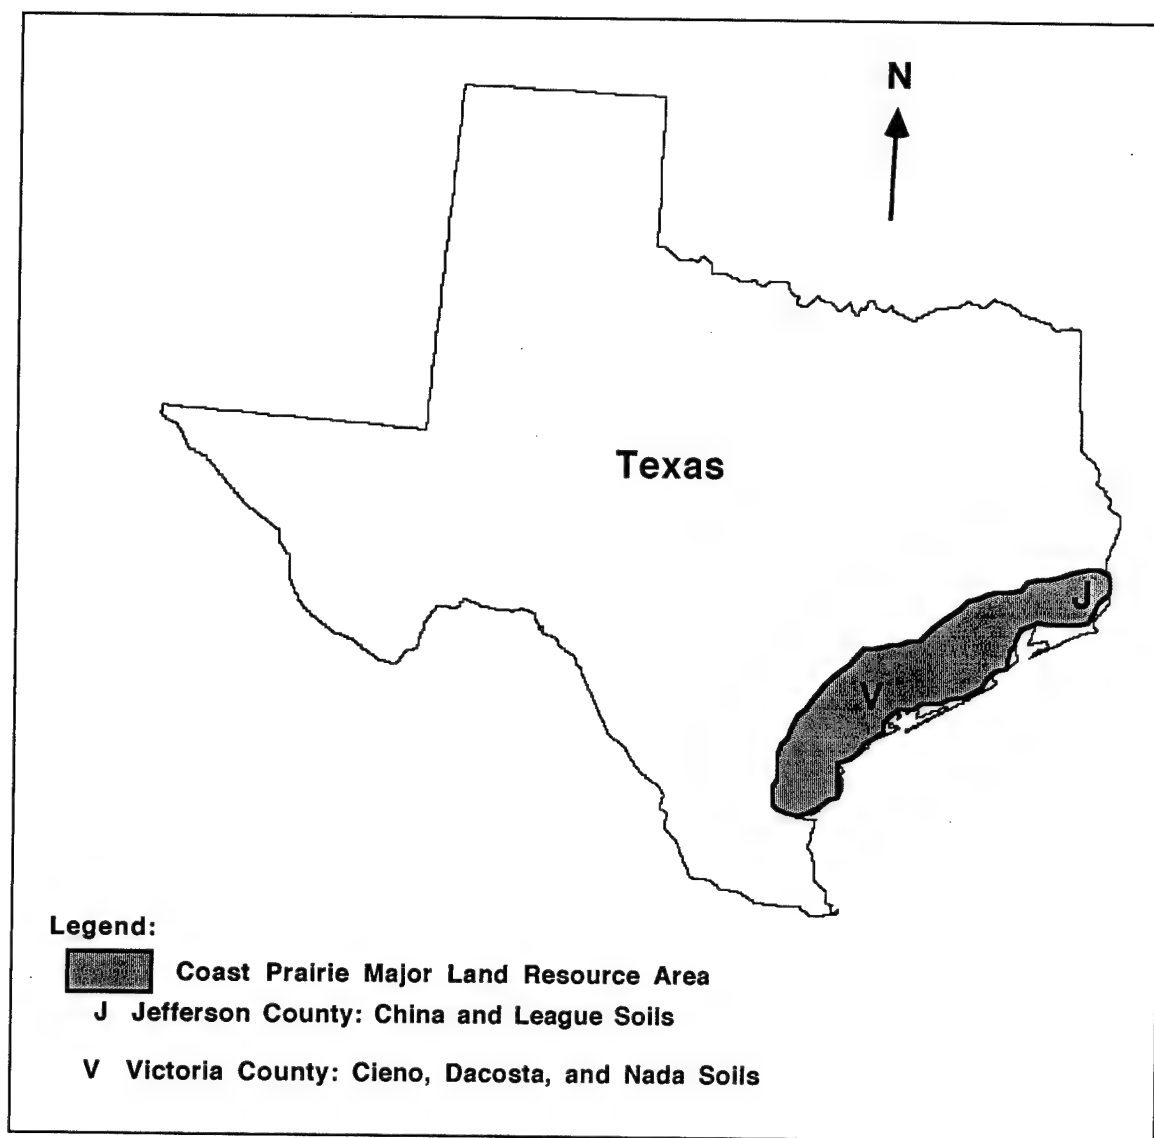 N
Texas
J
V
Legend:
Coast Prairie Major Land Resource Area
J Jefferson County: China and League Soils
V Victoria County: Cieno, Dacosta, and Nada Soils